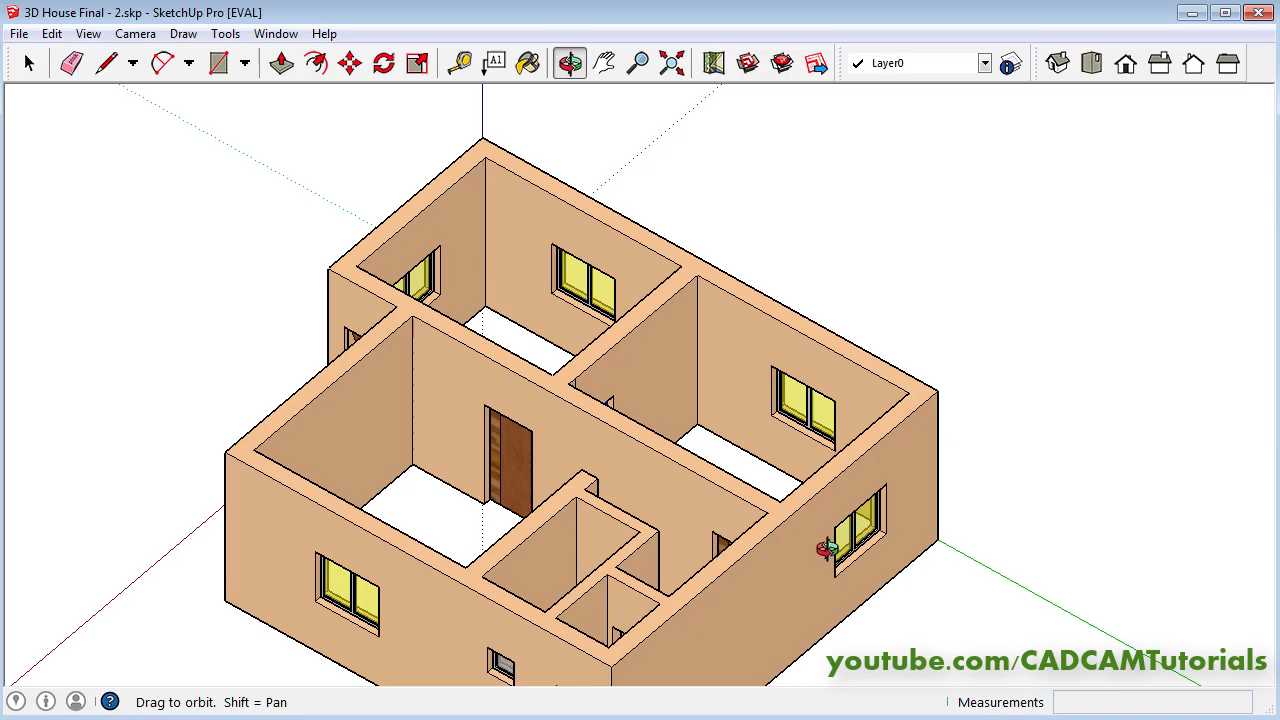 3D House Final - 2.skp - SketchUp Pro [EVAL]
File Edit View Camera Draw Tools Window Help
A1
Layer0
youtube.com/CADCAMTutorials
Drag to orbit. Shift = Pan
Measurements